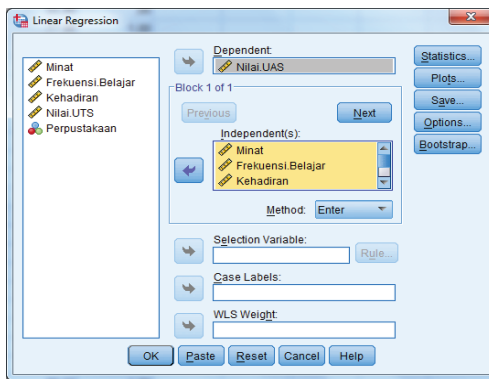 Linear Regression
Minat
Frekuensi.Belajar
Kehadiran
Nilai.UTS
Perpustakaan
Dependent:
Nilai.UAS
Block 1 of 1
Previous
Next
Independent(s):
Minat
Frekuensi.Belajar
Kehadiran
Method: Enter
Selection Variable:
Rule...
Case Labels:
WLS Weight:
Statistics...
Plots...
Save...
Options...
Bootstrap...
OK Paste Reset Cancel Help